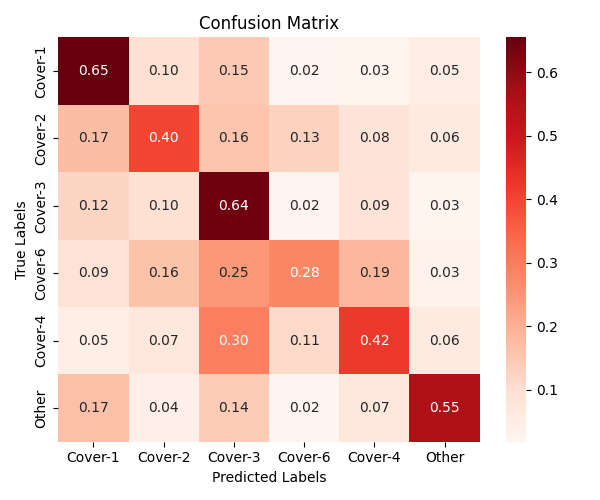 Confusion Matrix
True Labels
Cover-1 0.65 0.10 0.15 0.02 0.03 0.05
Cover-2 0.17 0.40 0.16 0.13 0.08 0.06
Cover-3 0.12 0.10 0.64 0.02 0.09 0.03
Cover-6 0.09 0.16 0.25 0.28 0.19 0.03
Cover-4 0.05 0.07 0.30 0.11 0.42 0.06
Other 0.17 0.04 0.14 0.02 0.07 0.55
Cover-1 Cover-2 Cover-3 Cover-6 Cover-4 Other
Predicted Labels
0.6
0.5
0.4
0.3
0.2
0.1